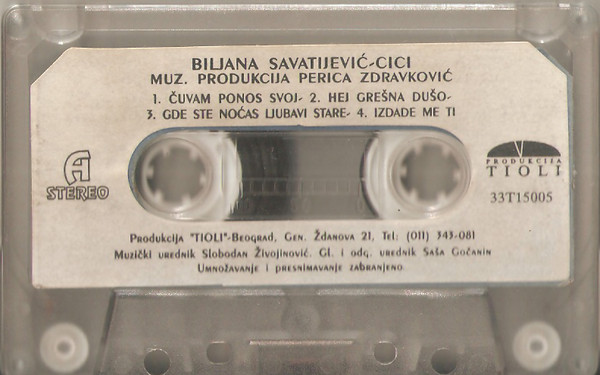 BILJANA SAVATIJEVIĆ-CICI
MUZ. PRODUKCIJA PERICA ZDRAVKOVIĆ
1. ČUVAM PONOS SVOJ- 2. HEJ GREŠNA DUŠO-
3. GDE STE NOĆAS LJUBAVI STARE- 4. IZDADE ME TI
A
STEREO
PRODUKCIJA
TIOLI
33T15005
Produkcija "TIOLI"-Beograd, Gen. Ždanova 21, Tel: (011) 343-081
Muzički urednik Slobodan Živojinović. Gl. i odg. urednik Saša Gočanin
Umnožavanje i presnimavanje zabranjeno